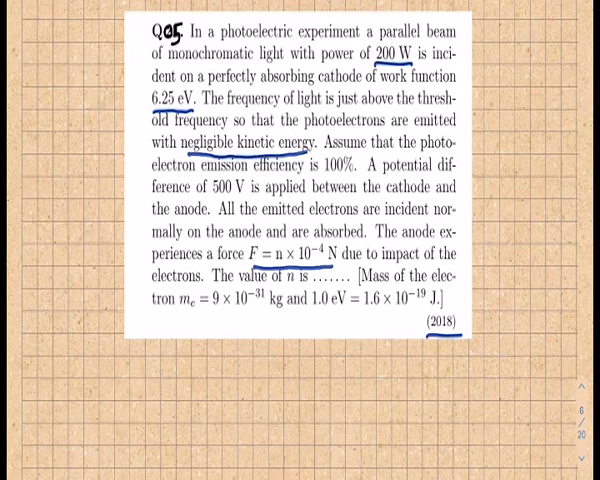 Q05. In a photoelectric experiment a parallel beam
of monochromatic light with power of 200 W is inci-
dent on a perfectly absorbing cathode of work function
6.25 eV. The frequency of light is just above the thresh-
old frequency so that the photoelectrons are emitted
with negligible kinetic energy. Assume that the photo-
electron emission efficiency is 100%. A potential dif-
ference of 500 V is applied between the cathode and
the anode. All the emitted electrons are incident nor-
mally on the anode and are absorbed. The anode ex-
periences a force F = n × 10⁻⁴ N due to impact of the
electrons. The value of n is ....... [Mass of the elec-
tron mₑ = 9 × 10⁻³¹ kg and 1.0 eV = 1.6 × 10⁻¹⁹ J.]
(2018)
6
/
20